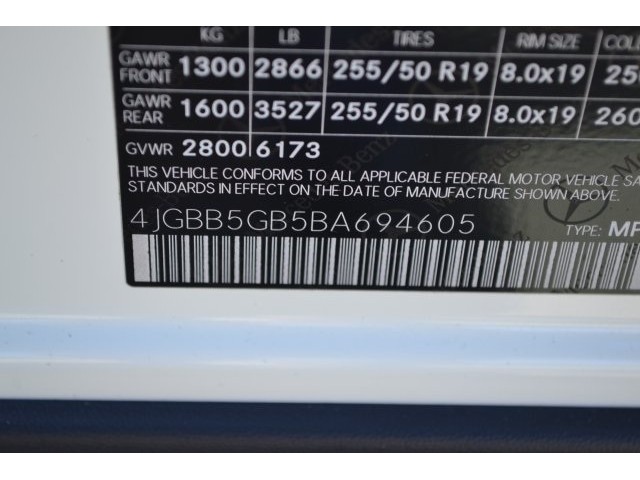 KG LB TIRES RIM SIZE
GAWR FRONT 1300 2866 255/50 R19 8.0x19
GAWR REAR 1600 3527 255/50 R19 8.0x19 260
GVWR 2800 6173
THIS VEHICLE CONFORMS TO ALL APPLICABLE FEDERAL MOTOR VEHICLE
STANDARDS IN EFFECT ON THE DATE OF MANUFACTURE SHOWN ABOVE.
4JGBB5GB5BA694605 TYPE: